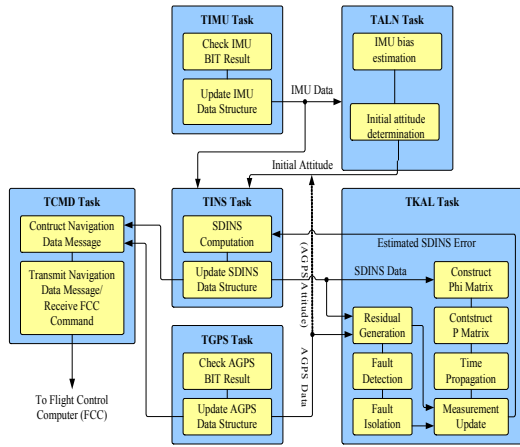 TIMU Task
Check IMU
BIT Result
Update IMU
Data Structure
IMU Data
TALN Task
IMU bias
estimation
Initial attitude
determination
Initial Attitude
TCMD Task
Contruct Navigation
Data Message
Transmit Navigation
Data Message/
Receive FCC
Command
To Flight Control
Computer (FCC)
TINS Task
SDINS
Computation
Update SDINS
Data Structure
TGPS Task
Check AGPS
BIT Result
Update AGPS
Data Structure
(AGPS Attitude)
AGPS Data
TKAL Task
Estimated SDINS Error
SDINS Data
Construct
Phi Matrix
Residual
Generation
Cntstruct
P Matrix
Fault
Detection
Time
Propagation
Fault
Isolation
Measurement
Update